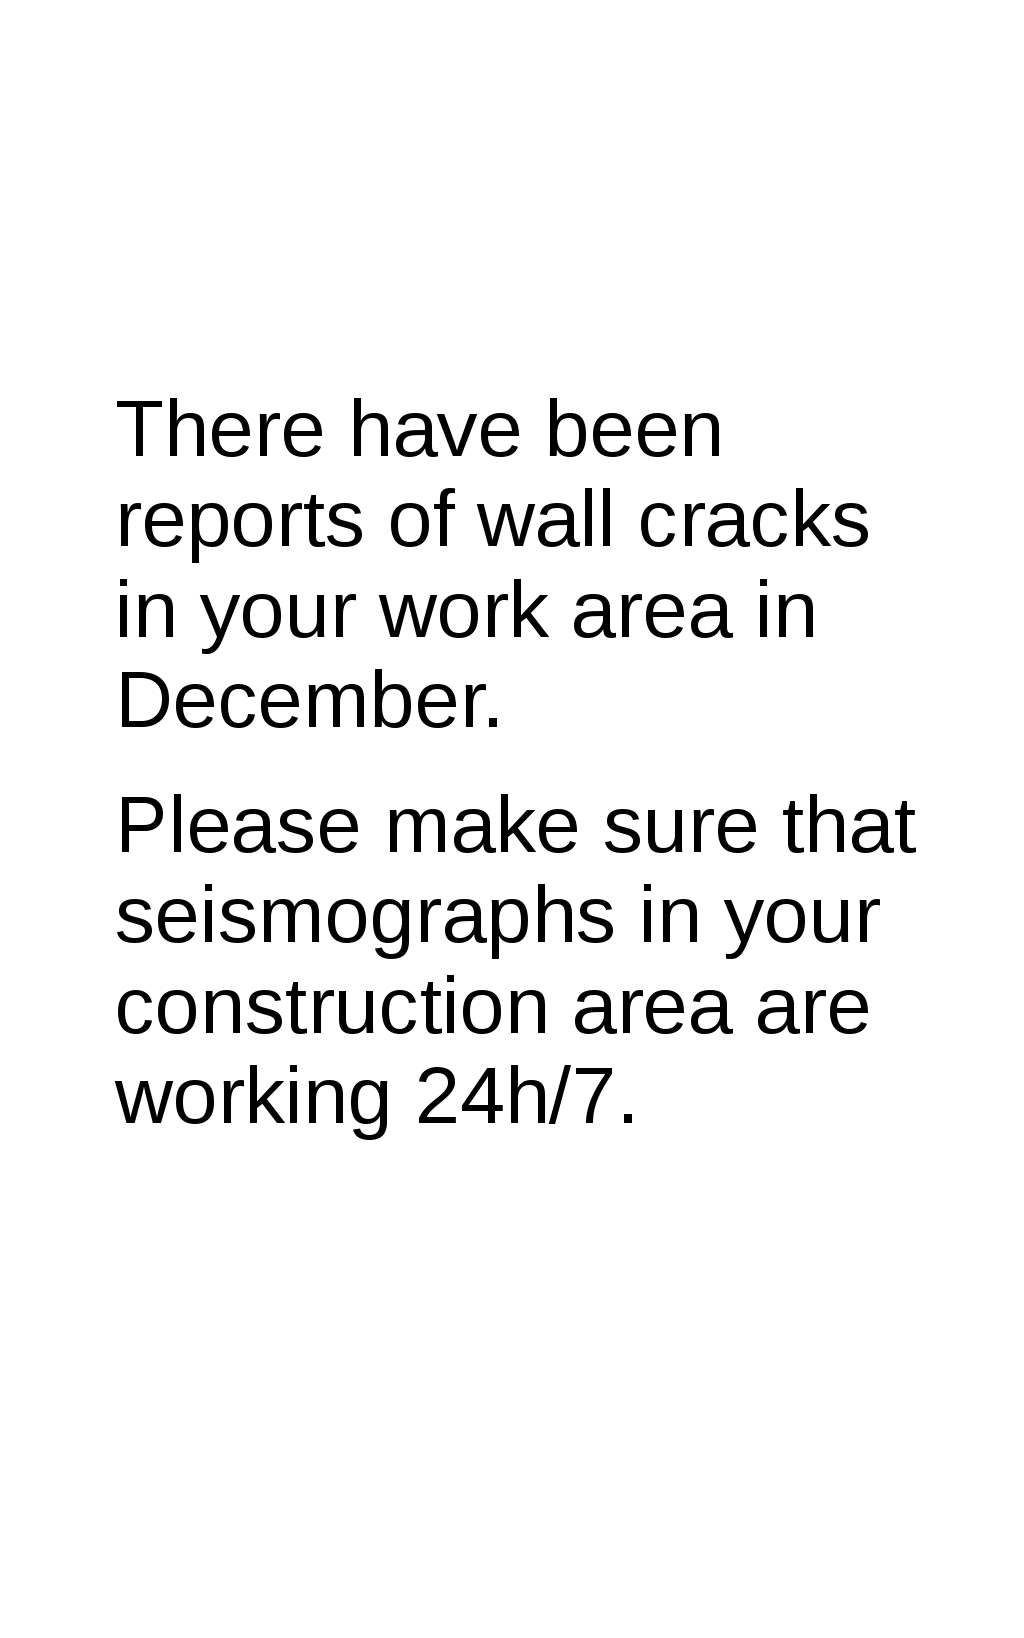 There have been
reports of wall cracks
in your work area in
December.
Please make sure that
seismographs in your
construction area are
working 24h/7.